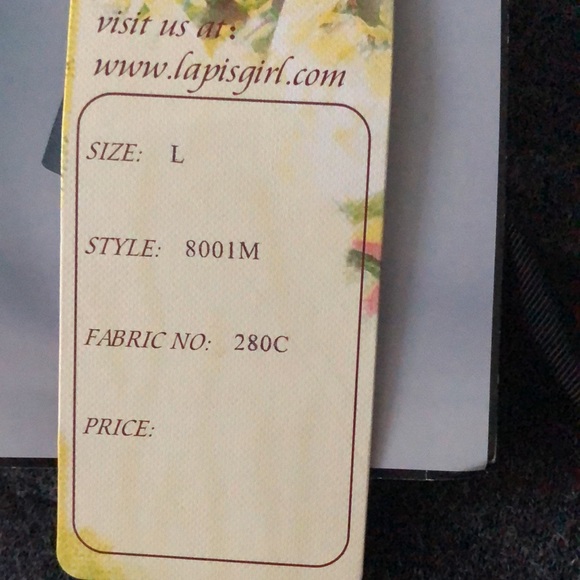 visit us at:
www.lapisgirl.com
SIZE: L
STYLE: 8001M
FABRIC NO: 280C
PRICE: